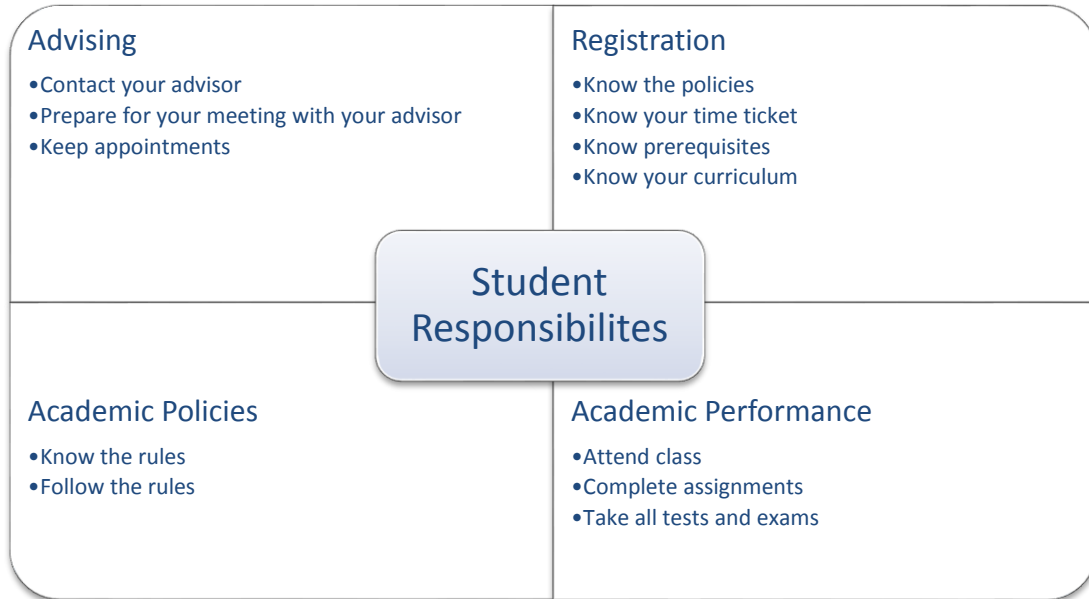 Advising
•Contact your advisor
•Prepare for your meeting with your advisor
•Keep appointments
Registration
•Know the policies
•Know your time ticket
•Know prerequisites
•Know your curriculum
Student
Responsibilites
Academic Policies
•Know the rules
•Follow the rules
Academic Performance
•Attend class
•Complete assignments
•Take all tests and exams